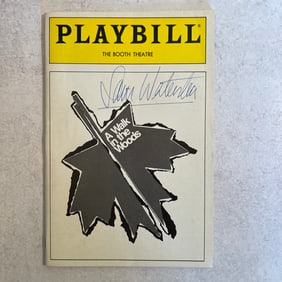 PLAYBILL®
THE BOOTH THEATRE
Sam Waterston
A Walk
in the
Woods